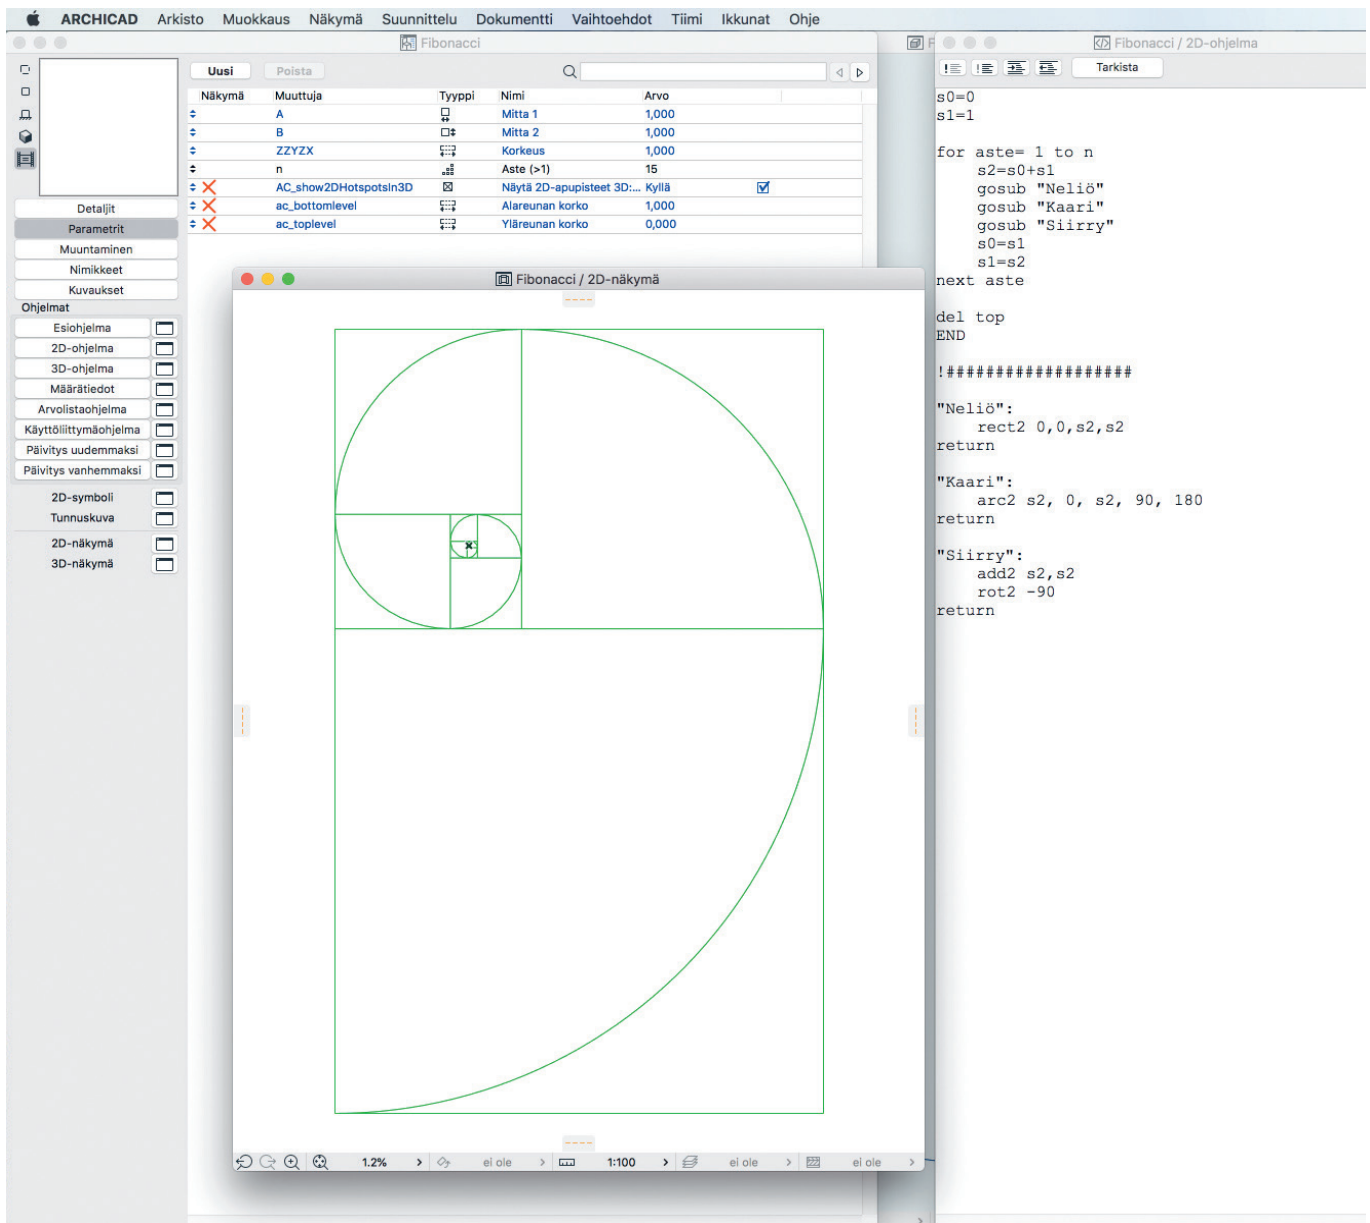 ARCHICAD Arkisto Muokkaus Näkymä Suunnittelu Dokumentti Vaihtoehdot Tiimi Ikkunat Ohje
Fibonacci
Uusi Poista
Näkymä Muuttuja Tyyppi Nimi Arvo
A Mitta 1 1,000
B Mitta 2 1,000
ZZYZX Korkeus 1,000
n Aste (>1) 15
AC_show2DHotspotsIn3D Näytä 2D-apupisteet 3D:... Kyllä
ac_bottomlevel Alareunan korko 1,000
ac_toplevel Yläreunan korko 0,000
Detaljit
Parametrit
Muuntaminen
Nimikkeet
Kuvaukset
Ohjelmat
Esiohjelma
2D-ohjelma
3D-ohjelma
Määrätiedot
Arvolistaohjelma
Käyttöliittymäohjelma
Päivitys uudemmaksi
Päivitys vanhemmaksi
2D-symboli
Tunnuskuva
2D-näkymä
3D-näkymä
Fibonacci / 2D-näkymä
1.2% ei ole 1:100 ei ole ei ole
F
Fibonacci / 2D-ohjelma
Tarkista
s0=0
s1=1
for aste= 1 to n
s2=s0+s1
gosub "Neliö"
gosub "Kaari"
gosub "Siirry"
s0=s1
s1=s2
next aste
del top
END
!###################
"Neliö":
rect2 0,0,s2,s2
return
"Kaari":
arc2 s2, 0, s2, 90, 180
return
"Siirry":
add2 s2,s2
rot2 -90
return